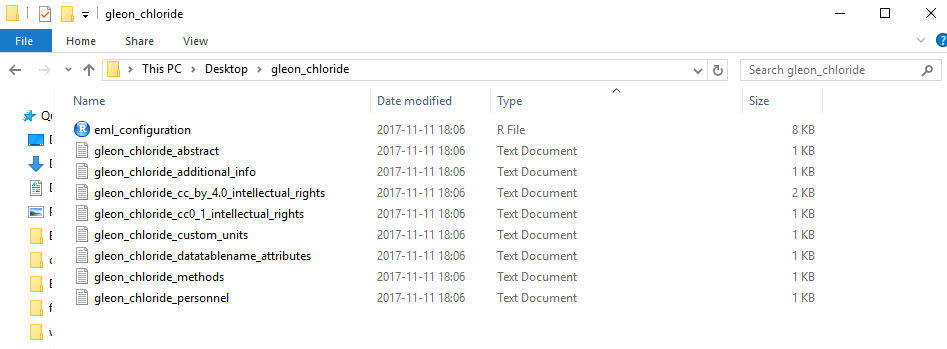 gleon_chloride
File Home Share View
This PC Desktop gleon_chloride Search gleon_chloride
Name Date modified Type Size
eml_configuration 2017-11-11 18:06 R File 8 KB
gleon_chloride_abstract 2017-11-11 18:06 Text Document 1 KB
gleon_chloride_additional_info 2017-11-11 18:06 Text Document 1 KB
gleon_chloride_cc_by_4.0_intellectual_rights 2017-11-11 18:06 Text Document 2 KB
gleon_chloride_cc0_1_intellectual_rights 2017-11-11 18:06 Text Document 1 KB
gleon_chloride_custom_units 2017-11-11 18:06 Text Document 1 KB
gleon_chloride_datatablename_attributes 2017-11-11 18:06 Text Document 1 KB
gleon_chloride_methods 2017-11-11 18:06 Text Document 1 KB
gleon_chloride_personnel 2017-11-11 18:06 Text Document 1 KB